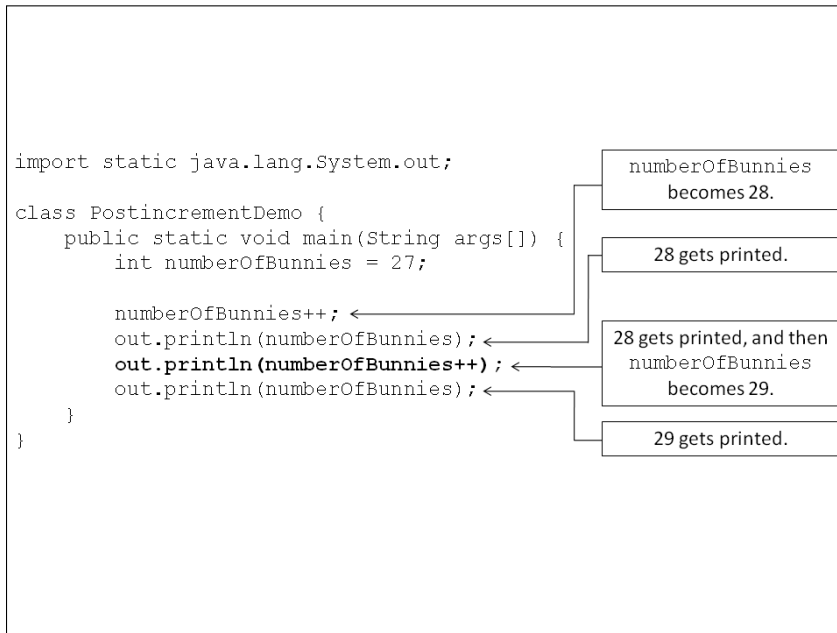 import static java.lang.System.out;
class PostincrementDemo {
public static void main(String args[]) {
int numberOfBunnies = 27;
numberOfBunnies++;
out.println(numberOfBunnies);
out.println(numberOfBunnies++);
out.println(numberOfBunnies);
}
}
numberOfBunnies
becomes 28.
28 gets printed.
28 gets printed, and then
numberOfBunnies
becomes 29.
29 gets printed.